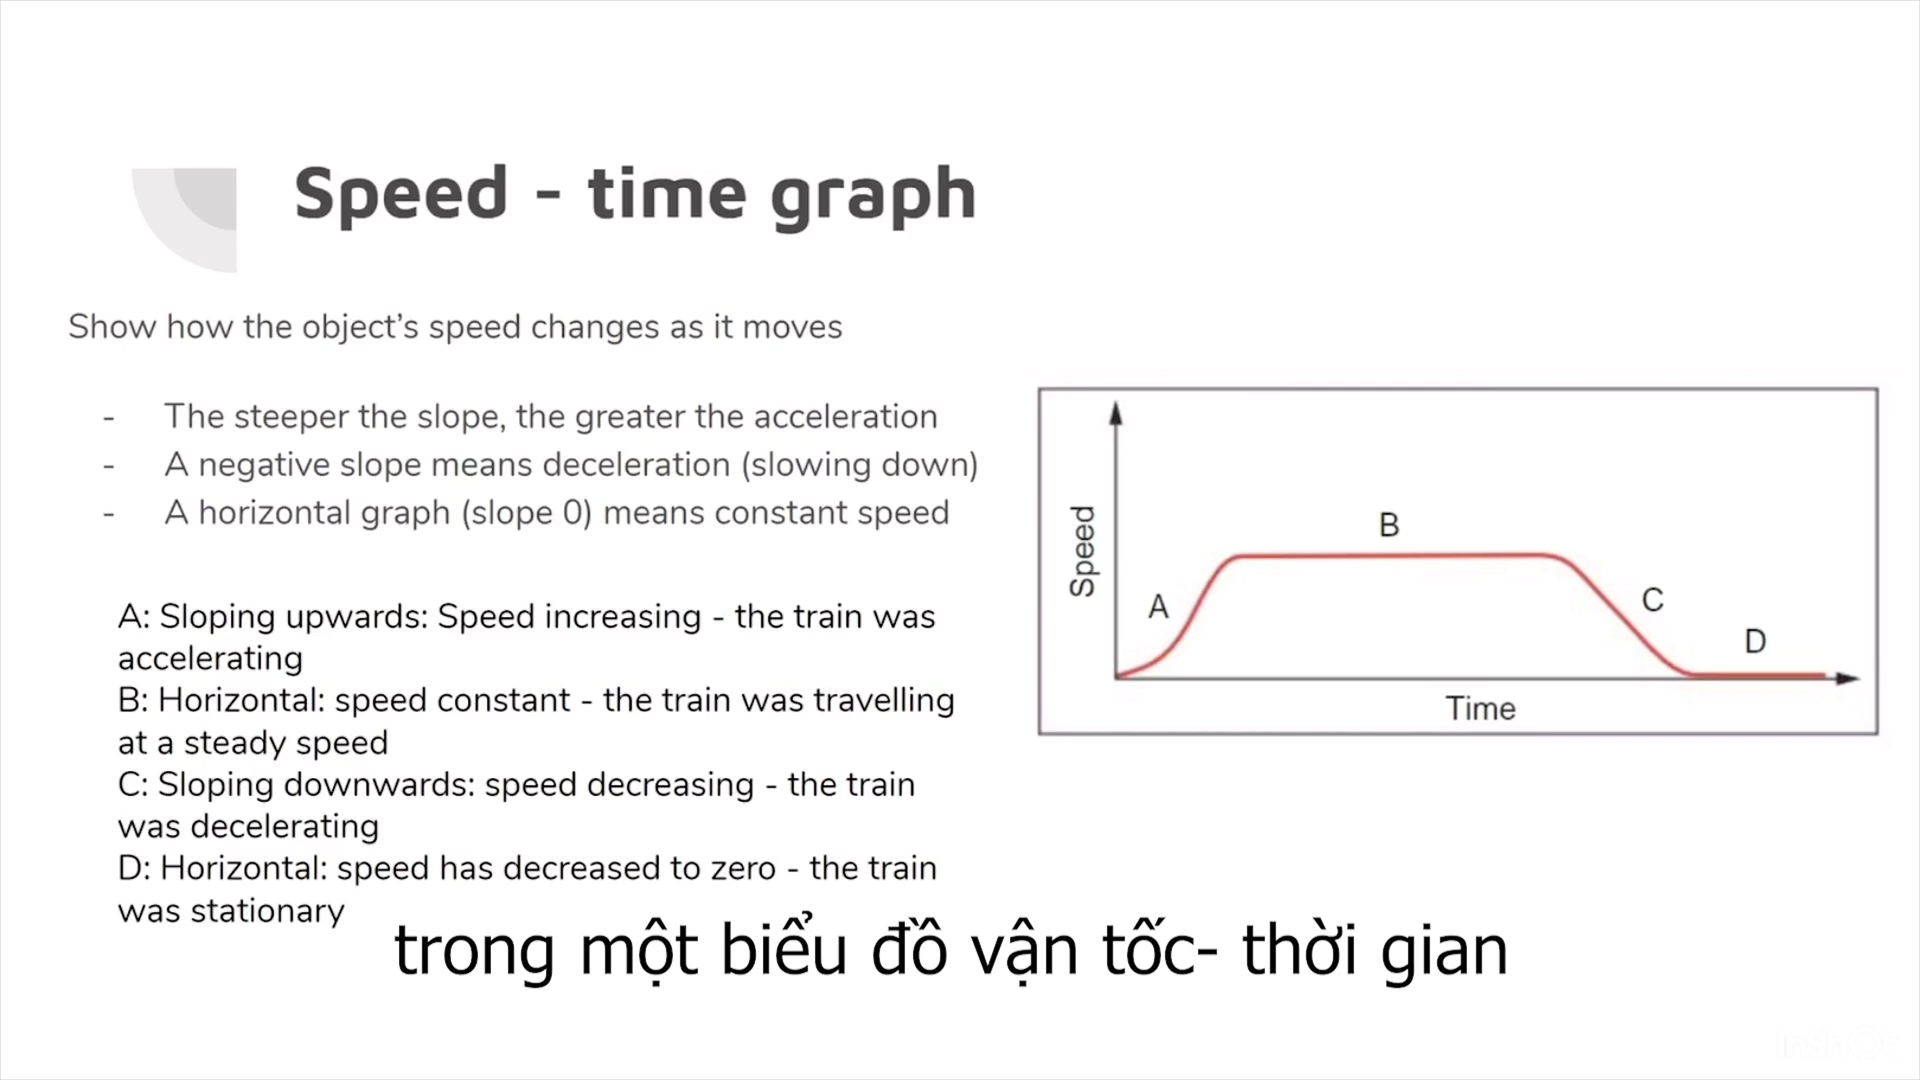 Speed - time graph
Show how the object's speed changes as it moves
- The steeper the slope, the greater the acceleration
- A negative slope means deceleration (slowing down)
- A horizontal graph (slope 0) means constant speed
A: Sloping upwards: Speed increasing - the train was
accelerating
B: Horizontal: speed constant - the train was travelling
at a steady speed
C: Sloping downwards: speed decreasing - the train
was decelerating
D: Horizontal: speed has decreased to zero - the train
was stationary
Speed
A
B
C
D
Time
trong một biểu đồ vận tốc- thời gian